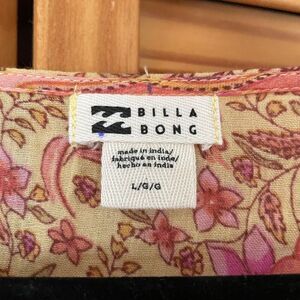 BILLA
BONG
made in india/
fabriqué en inde/
hecho en india
L/G/G